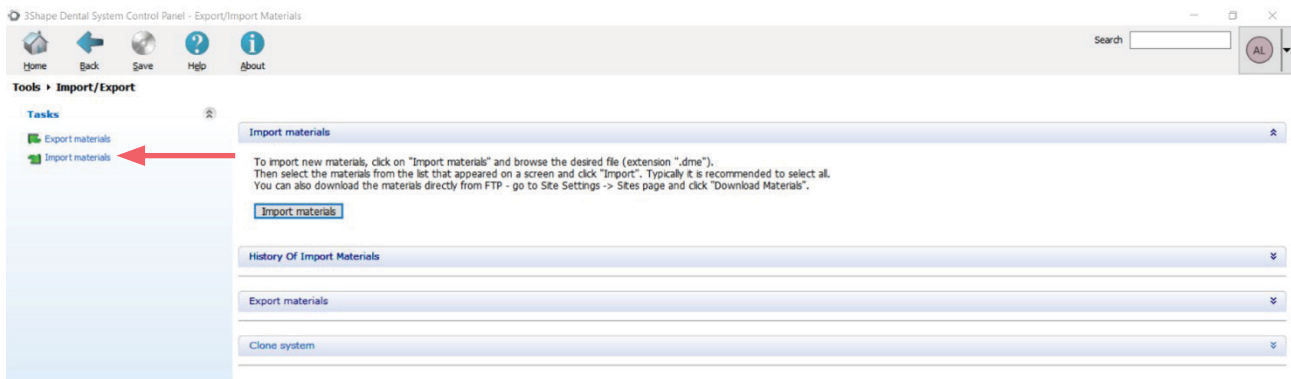 3Shape Dental System Control Panel - Export/Import Materials
Home Back Save Help About
Search
AL
Tools ▸ Import/Export
Tasks
Export materials
Import materials
Import materials
To import new materials, click on "Import materials" and browse the desired file (extension ".dme").
Then select the materials from the list that appeared on a screen and click "Import". Typically it is recommended to select all.
You can also download the materials directly from FTP - go to Site Settings -> Sites page and click "Download Materials".
Import materials
History Of Import Materials
Export materials
Clone system